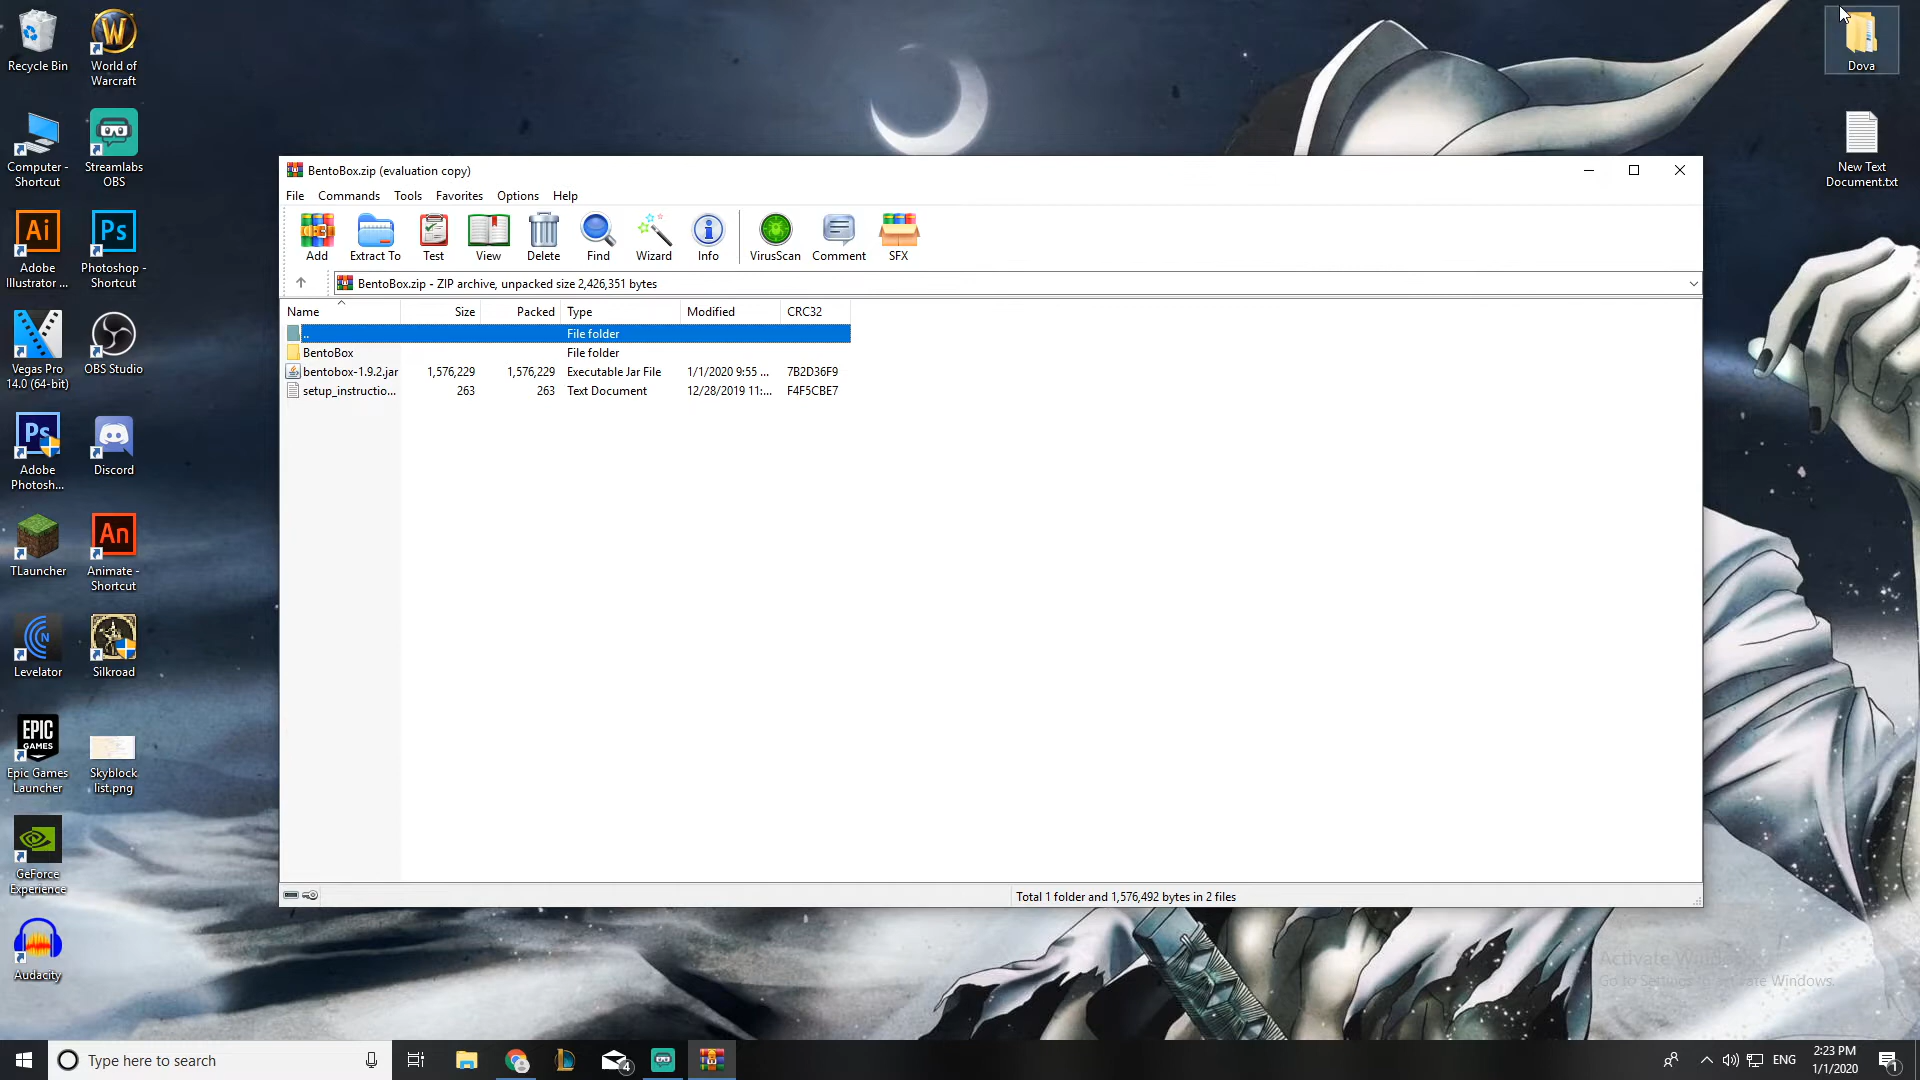 Recycle Bin
World of
Warcraft
Computer -
Shortcut
Streamlabs
OBS
Adobe
Illustrator ...
Photoshop -
Shortcut
Vegas Pro
14.0 (64-bit)
OBS Studio
Adobe
Photosh...
Discord
TLauncher
Animate -
Shortcut
Levelator
Silkroad
Epic Games
Launcher
Skyblock
list.png
GeForce
Experience
Audacity
Dova
New Text
Document.txt
BentoBox.zip (evaluation copy)
File Commands Tools Favorites Options Help
Add Extract To Test View Delete Find Wizard Info VirusScan Comment SFX
BentoBox.zip - ZIP archive, unpacked size 2,426,351 bytes
Name Size Packed Type Modified CRC32
.. File folder
BentoBox File folder
bentobox-1.9.2.jar 1,576,229 1,576,229 Executable Jar File 1/1/2020 9:55 ... 7B2D36F9
setup_instructio... 263 263 Text Document 12/28/2019 11:... F4F5CBE7
Total 1 folder and 1,576,492 bytes in 2 files
Activate Windows
Go to Settings to activate Windows.
Type here to search
4
ENG
2:23 PM
1/1/2020
1